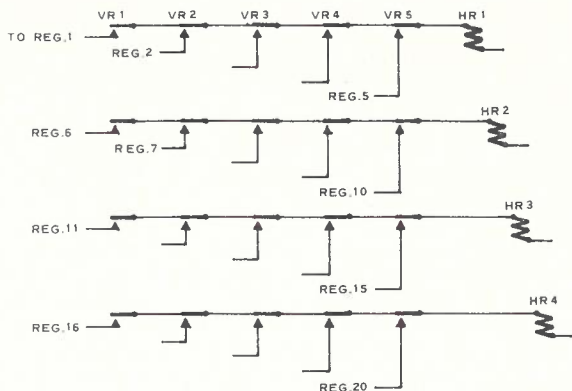 VR 1 VR 2 VR 3 VR 4 VR 5 HR 1
TO REG.1
REG.2
REG.5
HR 2
REG.6
REG.7
REG.10
HR 3
REG.11
REG.15
HR 4
REG.16
REG.20